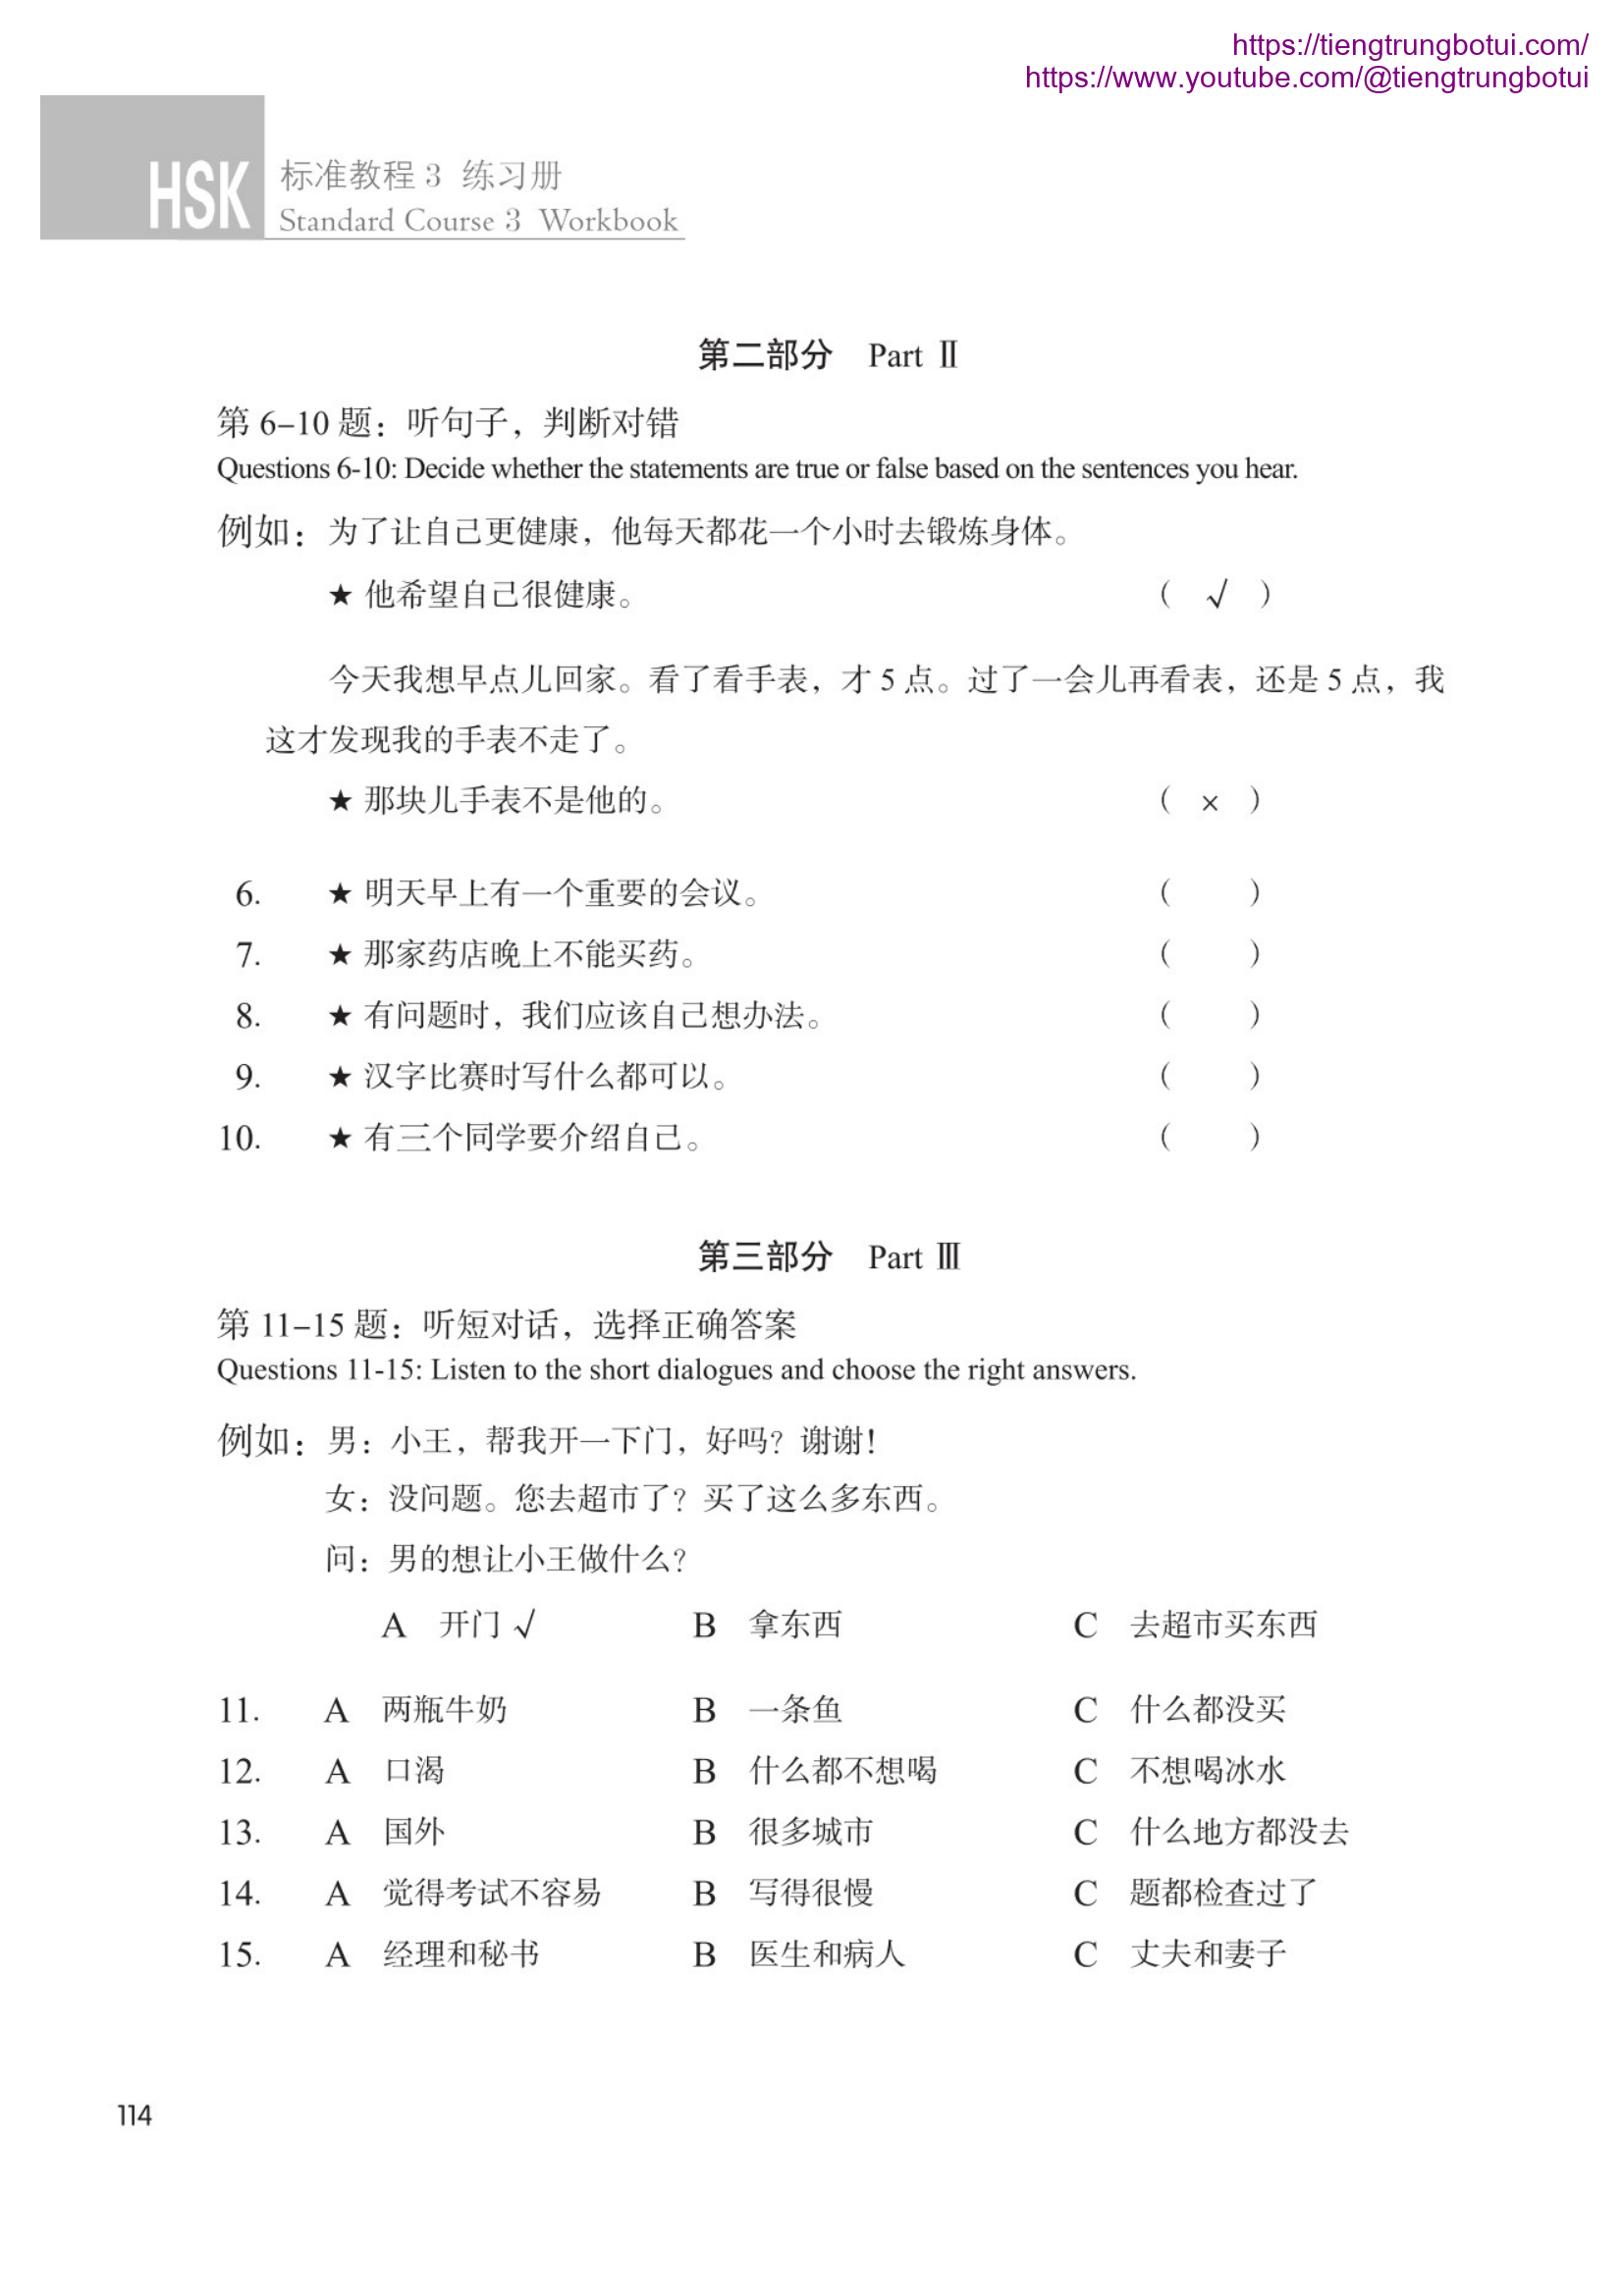 https://tiengtrungbotui.com/
https://www.youtube.com/@tiengtrungbotui
HSK 标准教程 3 练习册
Standard Course 3 Workbook
第二部分 Part Ⅱ
第 6–10 题：听句子，判断对错
Questions 6-10: Decide whether the statements are true or false based on the sentences you hear.
例如：为了让自己更健康，他每天都花一个小时去锻炼身体。
★ 他希望自己很健康。 （ √ ）
今天我想早点儿回家。看了看手表，才 5 点。过了一会儿再看表，还是 5 点，我
这才发现我的手表不走了。
★ 那块儿手表不是他的。 （ × ）
6. ★ 明天早上有一个重要的会议。 （ ）
7. ★ 那家药店晚上不能买药。 （ ）
8. ★ 有问题时，我们应该自己想办法。 （ ）
9. ★ 汉字比赛时写什么都可以。 （ ）
10. ★ 有三个同学要介绍自己。 （ ）
第三部分 Part Ⅲ
第 11–15 题：听短对话，选择正确答案
Questions 11-15: Listen to the short dialogues and choose the right answers.
例如：男：小王，帮我开一下门，好吗？谢谢！
女：没问题。您去超市了？买了这么多东西。
问：男的想让小王做什么？
A 开门 √ B 拿东西 C 去超市买东西
11. A 两瓶牛奶 B 一条鱼 C 什么都没买
12. A 口渴 B 什么都不想喝 C 不想喝冰水
13. A 国外 B 很多城市 C 什么地方都没去
14. A 觉得考试不容易 B 写得很慢 C 题都检查过了
15. A 经理和秘书 B 医生和病人 C 丈夫和妻子
114